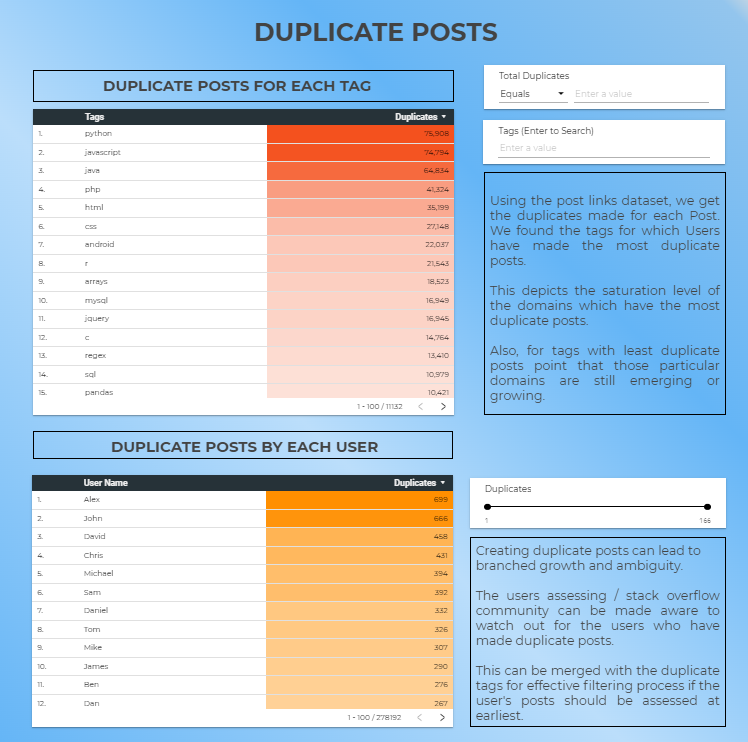 DUPLICATE POSTS
DUPLICATE POSTS FOR EACH TAG
Tags Duplicates
1. python 75,908
2. javascript 74,794
3. java 64,834
4. php 41,324
5. html 35,199
6. css 27,148
7. android 22,037
8. r 21,543
9. arrays 18,523
10. mysql 16,949
11. jquery 16,945
12. c 14,764
13. regex 13,410
14. sql 10,979
15. pandas 10,421
1 - 100 / 11132 < >
Total Duplicates
Equals Enter a value
Tags (Enter to Search)
Enter a value
Using the post links dataset, we get
the duplicates made for each Post.
We found the tags for which Users
have made the most duplicate
posts.
This depicts the saturation level of
the domains which have the most
duplicate posts.
Also, for tags with least duplicate
posts point that those particular
domains are still emerging or
growing.
DUPLICATE POSTS BY EACH USER
User Name Duplicates
1. Alex 699
2. John 666
3. David 458
4. Chris 431
5. Michael 394
6. Sam 392
7. Daniel 332
8. Tom 326
9. Mike 307
10. James 290
11. Ben 276
12. Dan 267
1 - 100 / 278192 < >
Duplicates
1 166
Creating duplicate posts can lead to
branched growth and ambiguity.
The users assessing / stack overflow
community can be made aware to
watch out for the users who have
made duplicate posts.
This can be merged with the duplicate
tags for effective filtering process if the
user's posts should be assessed at
earliest.